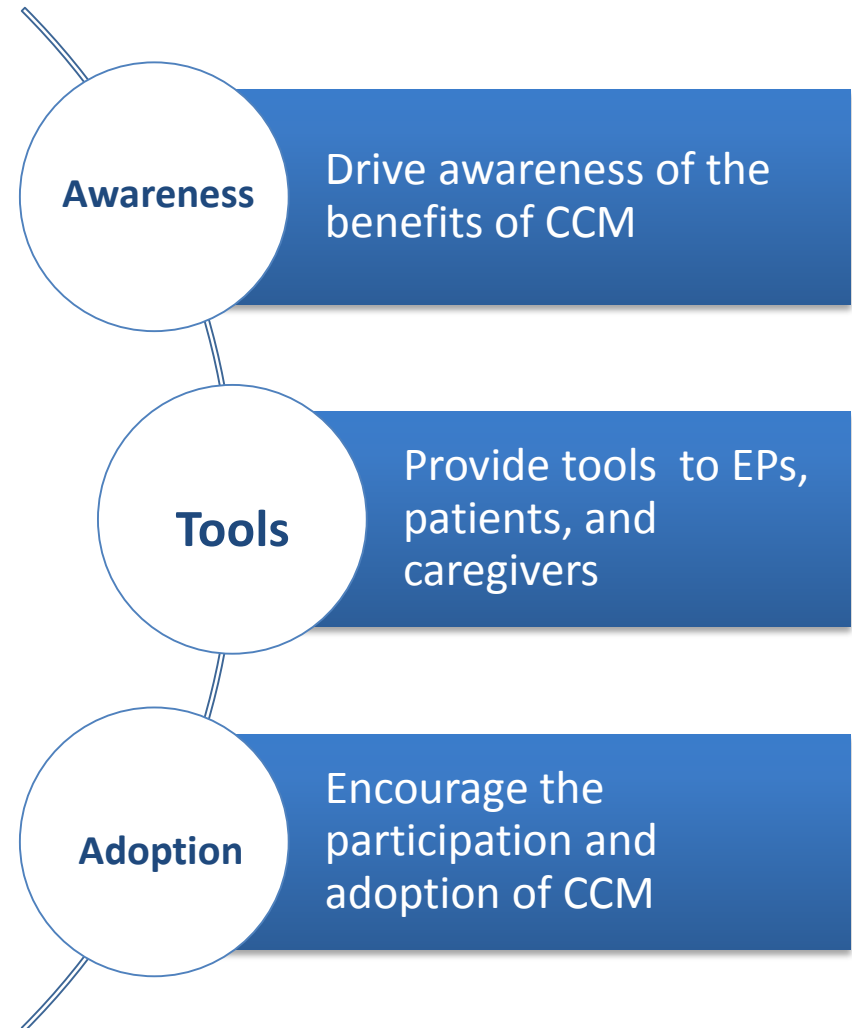 Awareness
Drive awareness of the
benefits of CCM
Tools
Provide tools  to EPs,
patients, and
caregivers
Adoption
Encourage the
participation and
adoption of CCM